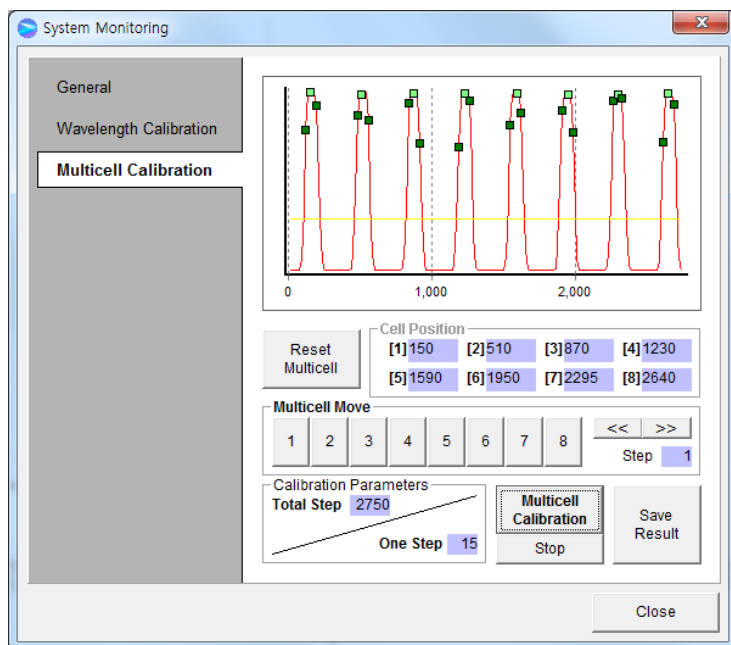 System Monitoring
General
Wavelength Calibration
Multicell Calibration
0 1,000 2,000
Reset
Multicell
Cell Position
[1] 150 [2] 510 [3] 870 [4] 1230
[5] 1590 [6] 1950 [7] 2295 [8] 2640
Multicell Move
1 2 3 4 5 6 7 8
<< >>
Step 1
Calibration Parameters
Total Step 2750
One Step 15
Multicell
Calibration
Stop
Save
Result
Close